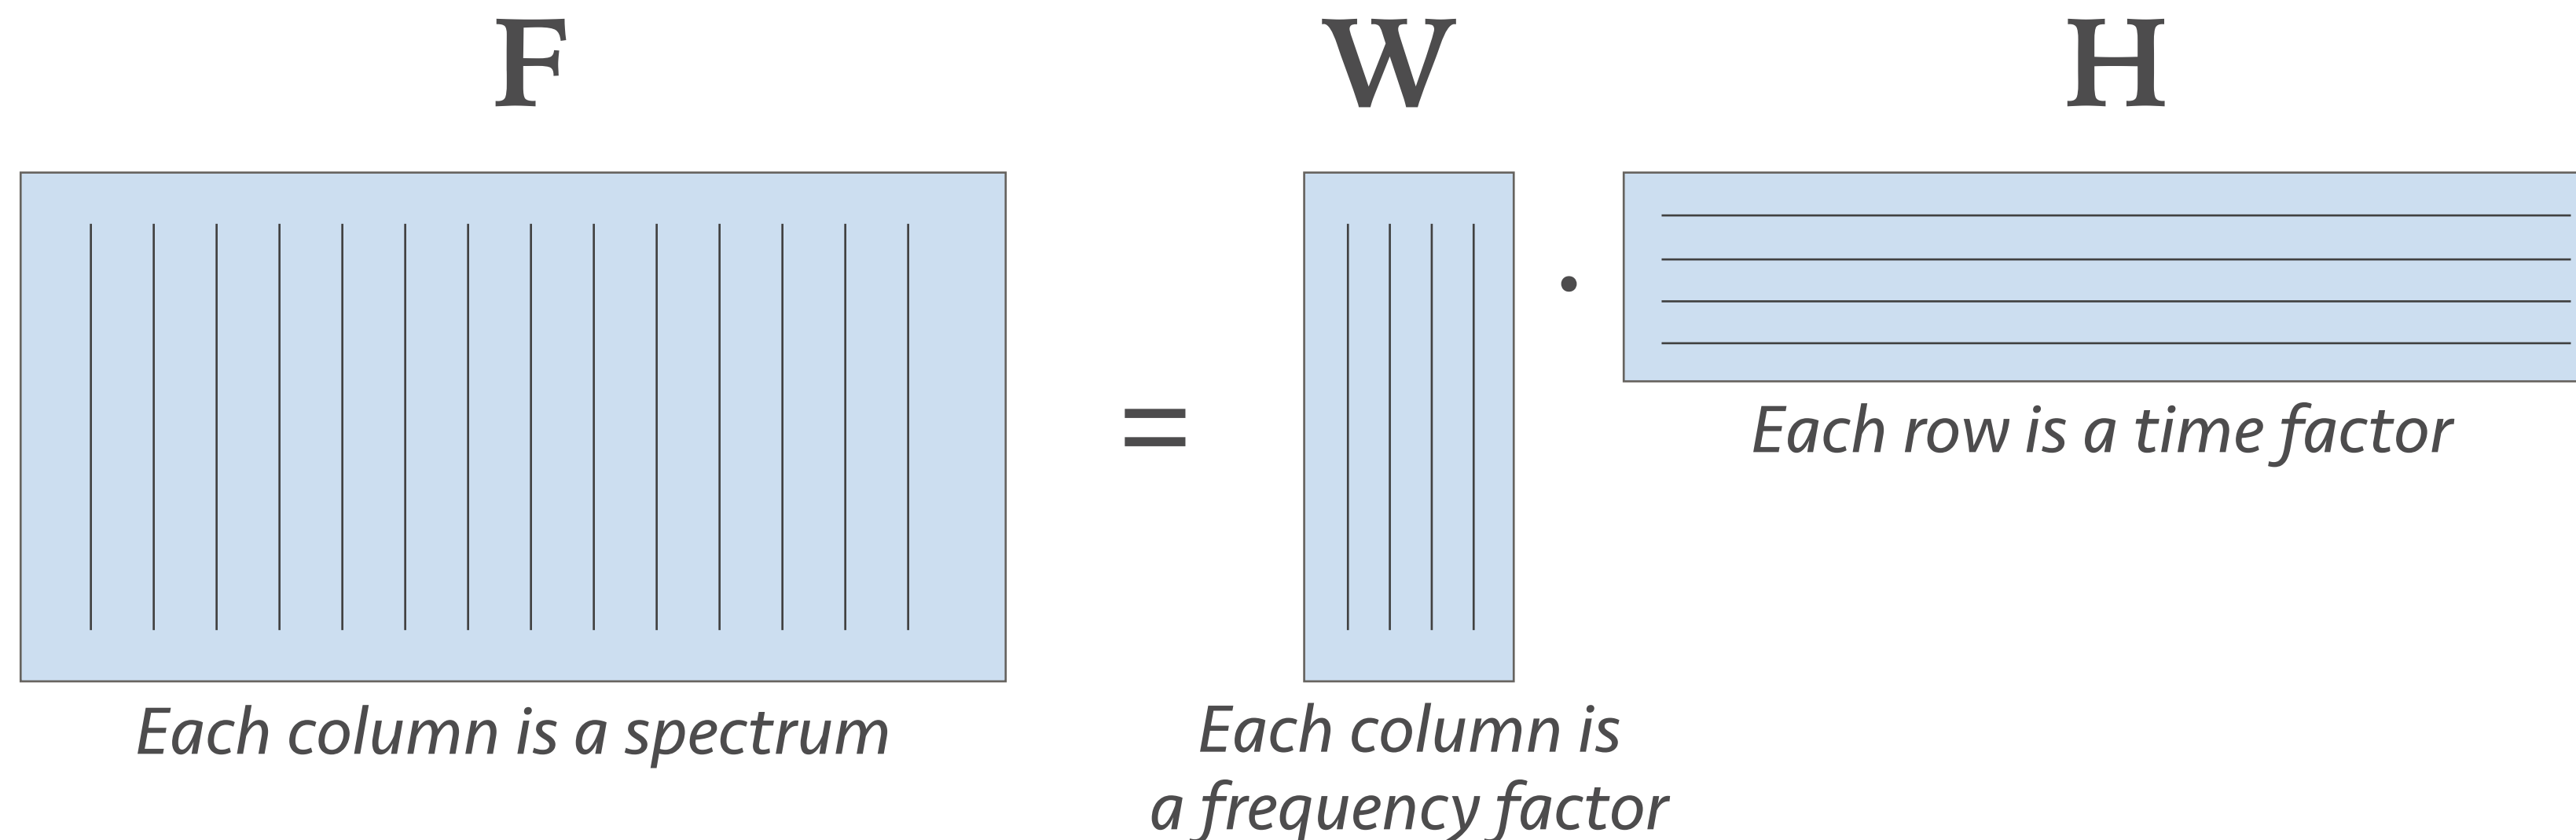 F
W
H
=
·
Each row is a time factor
Each column is a spectrum
Each column is
a frequency factor